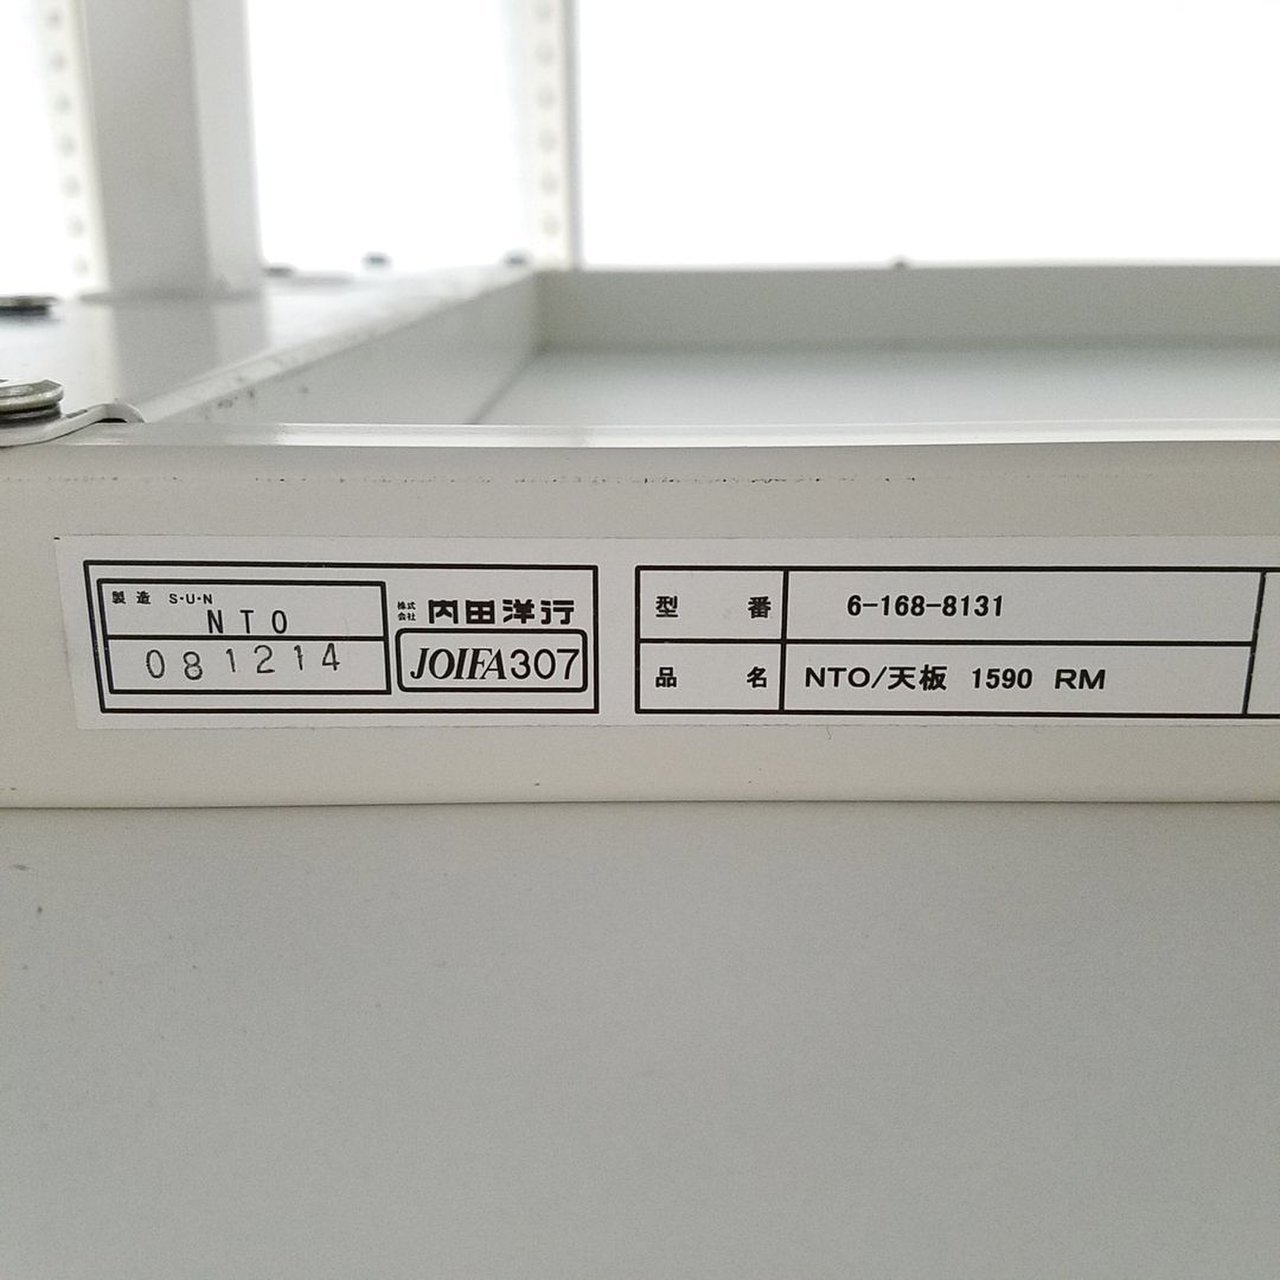 製造 S・U・N
NTO
081214
株式会社 内田洋行
JOIFA307
型番 6-168-8131
品名 NTO/天板 1590 RM